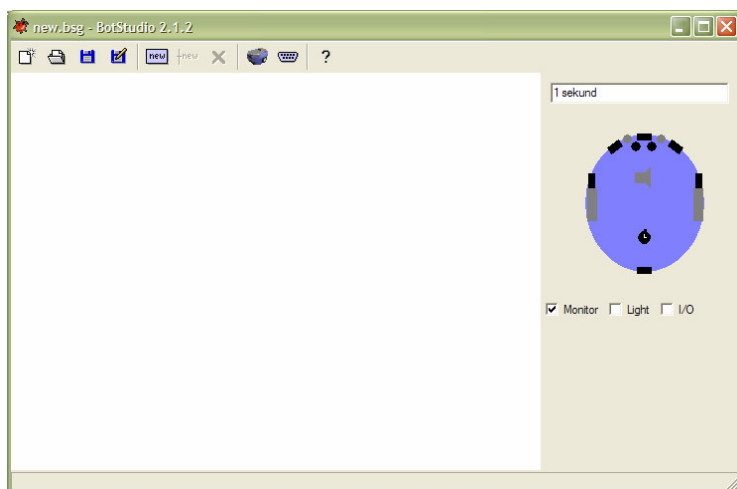 new.bsg - BotStudio 2.1.2
new new ?
1 sekund
Monitor Light I/O